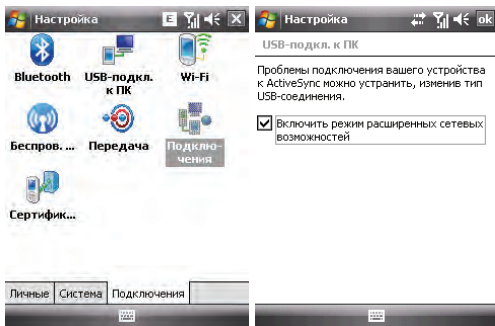 Настройка
E
Bluetooth
USB-подкл.
к ПК
Wi-Fi
Беспров. ...
Передача
Подклю-
чения
Сертифик...
Личные
Система
Подключения
Настройка
ok
USB-подкл. к ПК
Проблемы подключения вашего устройства
к ActiveSync можно устранить, изменив тип
USB-соединения.
Включить режим расширенных сетевых
возможностей